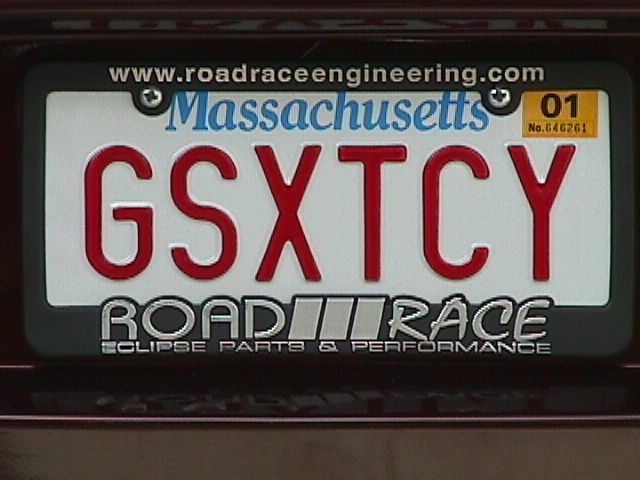 www.roadraceengineering.com
Massachusetts
01
No.646261
GSXTCY
ROAD RACE
ECLIPSE PARTS & PERFORMANCE